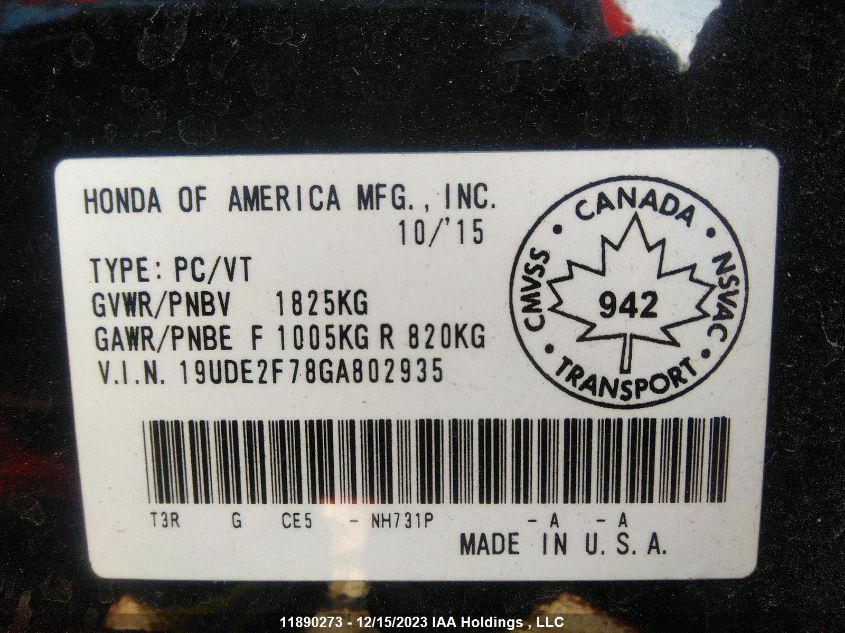 HONDA OF AMERICA MFG., INC.
10/'15
TYPE: PC/VT
GVWR/PNBV 1825KG
GAWR/PNBE F 1005KG R 820KG
V.I.N. 19UDE2F78GA802935
CANADA
CMVSS
NSVAC
942
TRANSPORT
T3R G CE5 - NH731P - A - A
MADE IN U.S.A.
11890273 - 12/15/2023 IAA Holdings , LLC